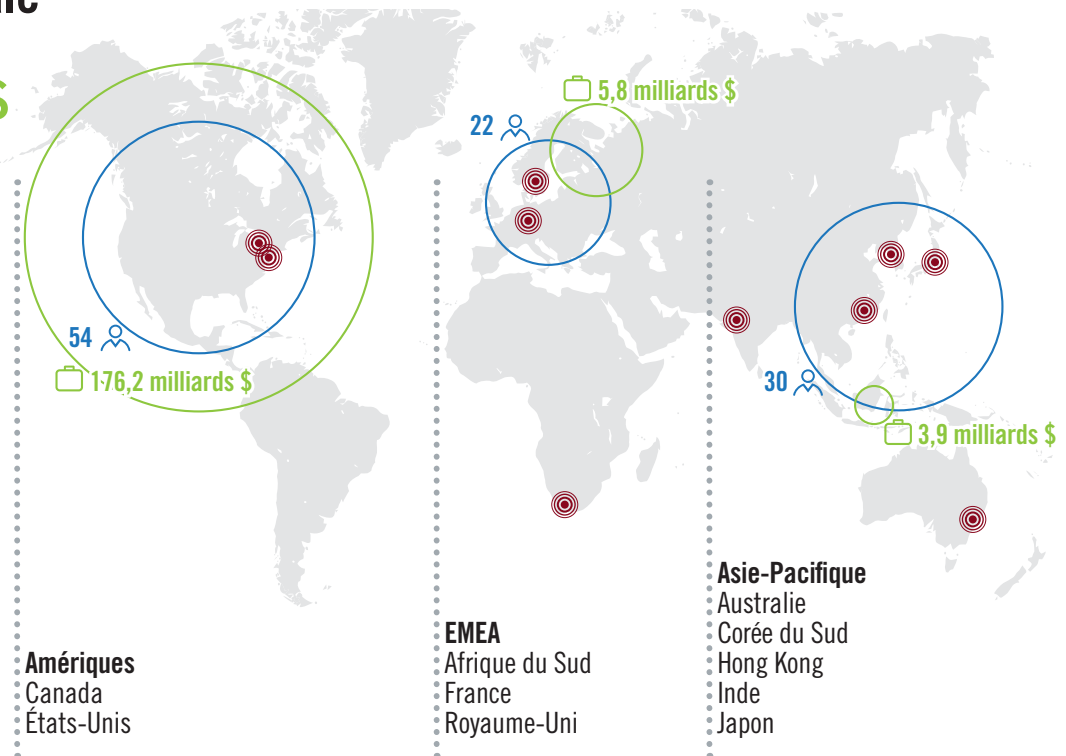 5,8 milliards $
22
54
176,2 milliards $
30
3,9 milliards $
Amériques
Canada
États-Unis
EMEA
Afrique du Sud
France
Royaume-Uni
Asie-Pacifique
Australie
Corée du Sud
Hong Kong
Inde
Japon